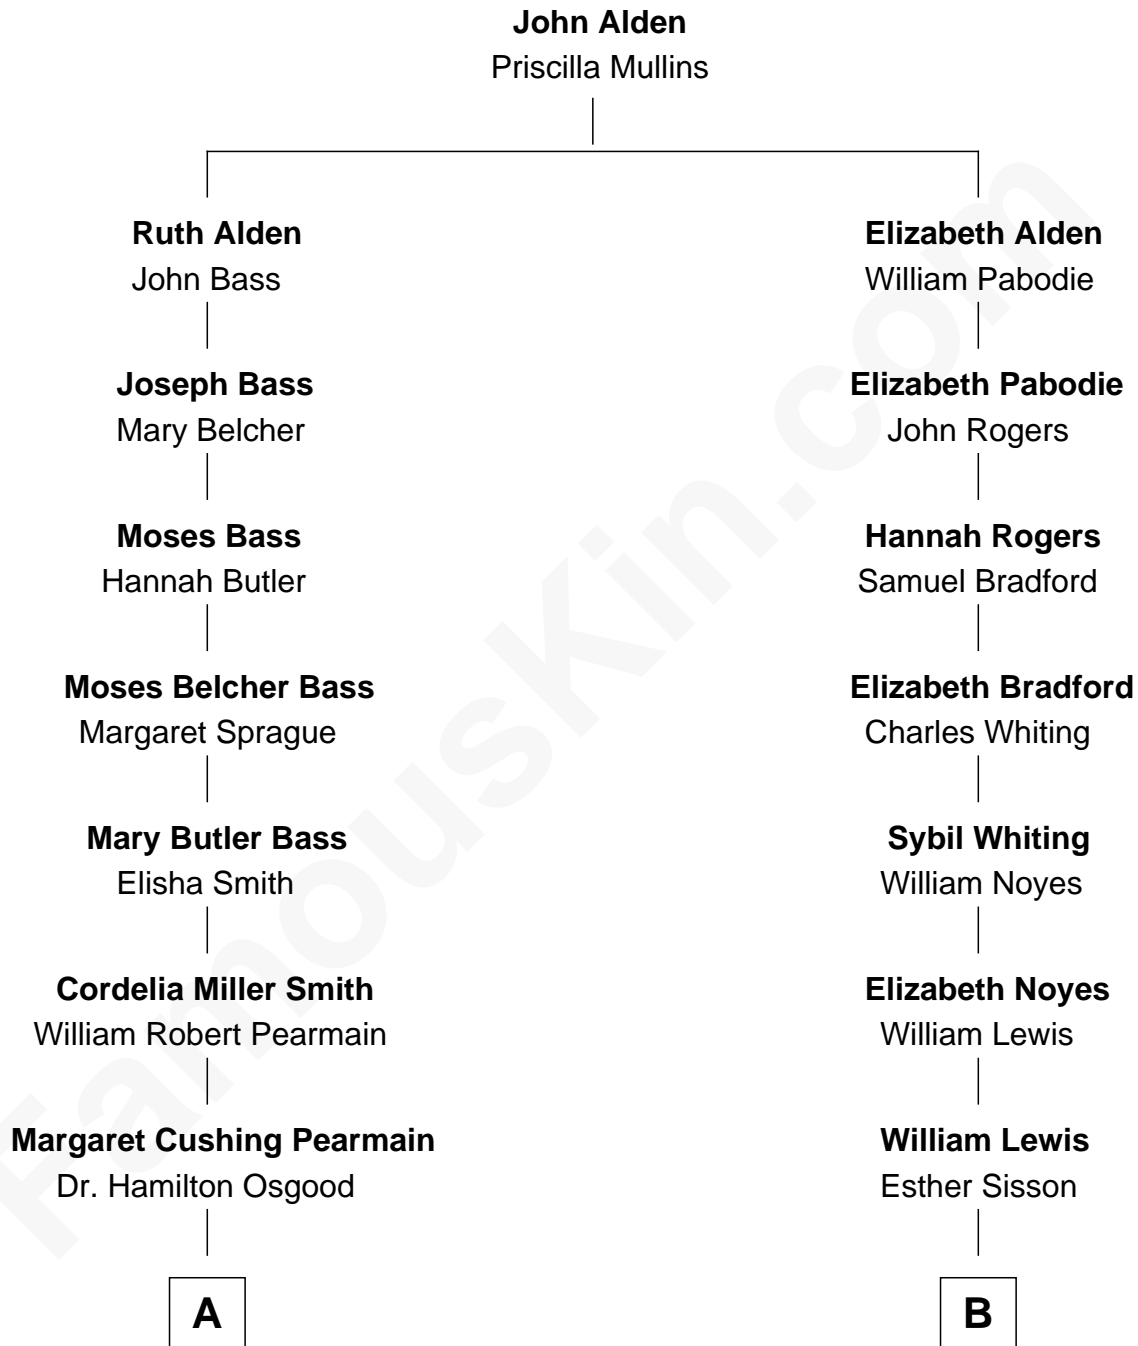 John Alden
Priscilla Mullins
Ruth Alden
John Bass
Elizabeth Alden
William Pabodie
Joseph Bass
Mary Belcher
Elizabeth Pabodie
John Rogers
Moses Bass
Hannah Butler
Hannah Rogers
Samuel Bradford
Moses Belcher Bass
Margaret Sprague
Elizabeth Bradford
Charles Whiting
Mary Butler Bass
Elisha Smith
Sybil Whiting
William Noyes
Cordelia Miller Smith
William Robert Pearmain
Elizabeth Noyes
William Lewis
Margaret Cushing Pearmain
Dr. Hamilton Osgood
William Lewis
Esther Sisson
A
B
FamousKin.com